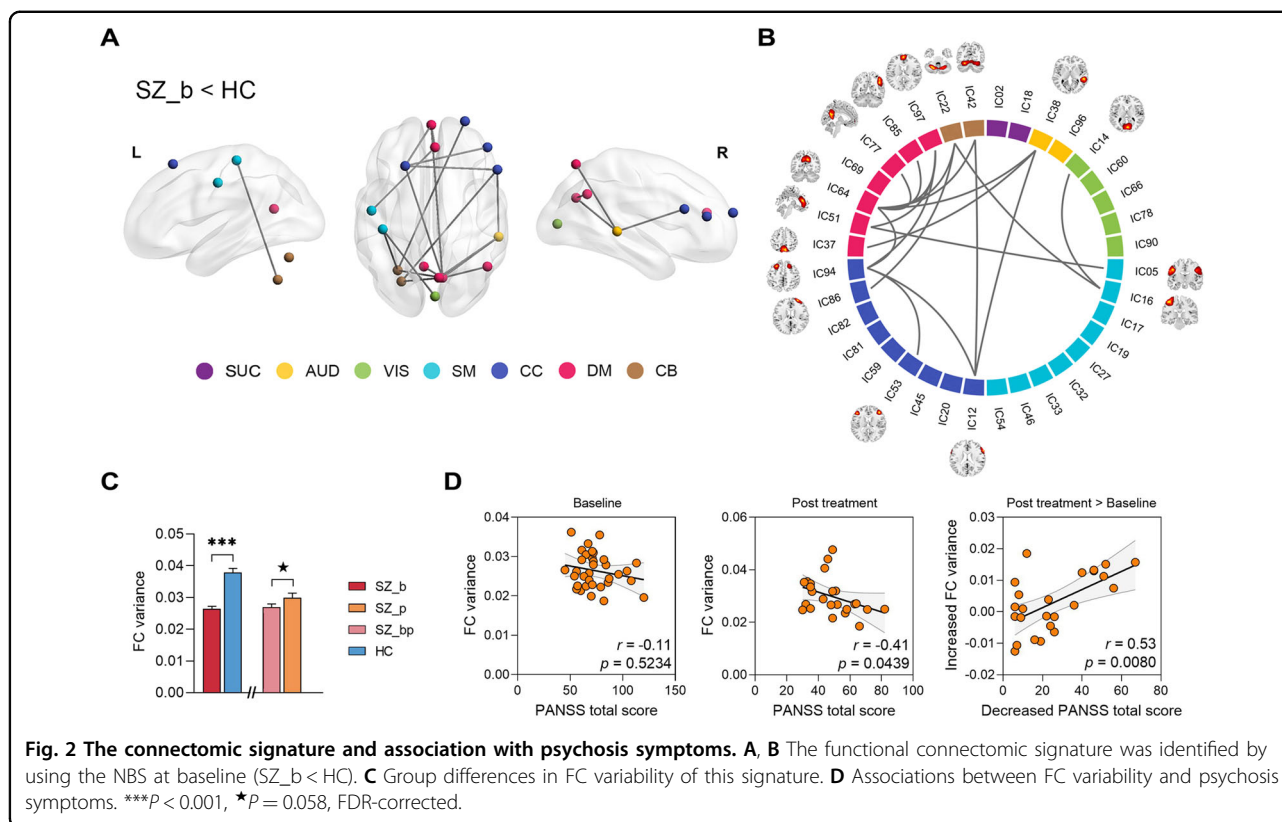 A
SZ_b < HC
L
R
SUC
AUD
VIS
SM
CC
DM
CB
B
IC02
IC18
IC38
IC96
IC14
IC60
IC66
IC78
IC90
IC05
IC16
IC17
IC19
IC27
IC32
IC33
IC46
IC54
IC12
IC20
IC45
IC53
IC59
IC81
IC82
IC86
IC94
IC37
IC51
IC64
IC69
IC77
IC85
IC97
IC22
IC42
C
FC variance
0.05
0.04
0.03
0.02
0.01
0.00
***
★
//
SZ_b
SZ_p
SZ_bp
HC
D
Baseline
FC variance
0.04
0.03
0.02
0.01
0.00
0
50
100
150
r = -0.11
p = 0.5234
PANSS total score
Post treatment
FC variance
0.06
0.04
0.02
0.00
0
20
40
60
80
100
r = -0.41
p = 0.0439
PANSS total score
Post treatment > Baseline
Increased FC variance
0.03
0.02
0.01
0.00
-0.01
-0.02
0
20
40
60
80
r = 0.53
p = 0.0080
Decreased PANSS total score
Fig. 2 The connectomic signature and association with psychosis symptoms. A, B The functional connectomic signature was identified by
using the NBS at baseline (SZ_b < HC). C Group differences in FC variability of this signature. D Associations between FC variability and psychosis
symptoms. ***P < 0.001, ★P = 0.058, FDR-corrected.